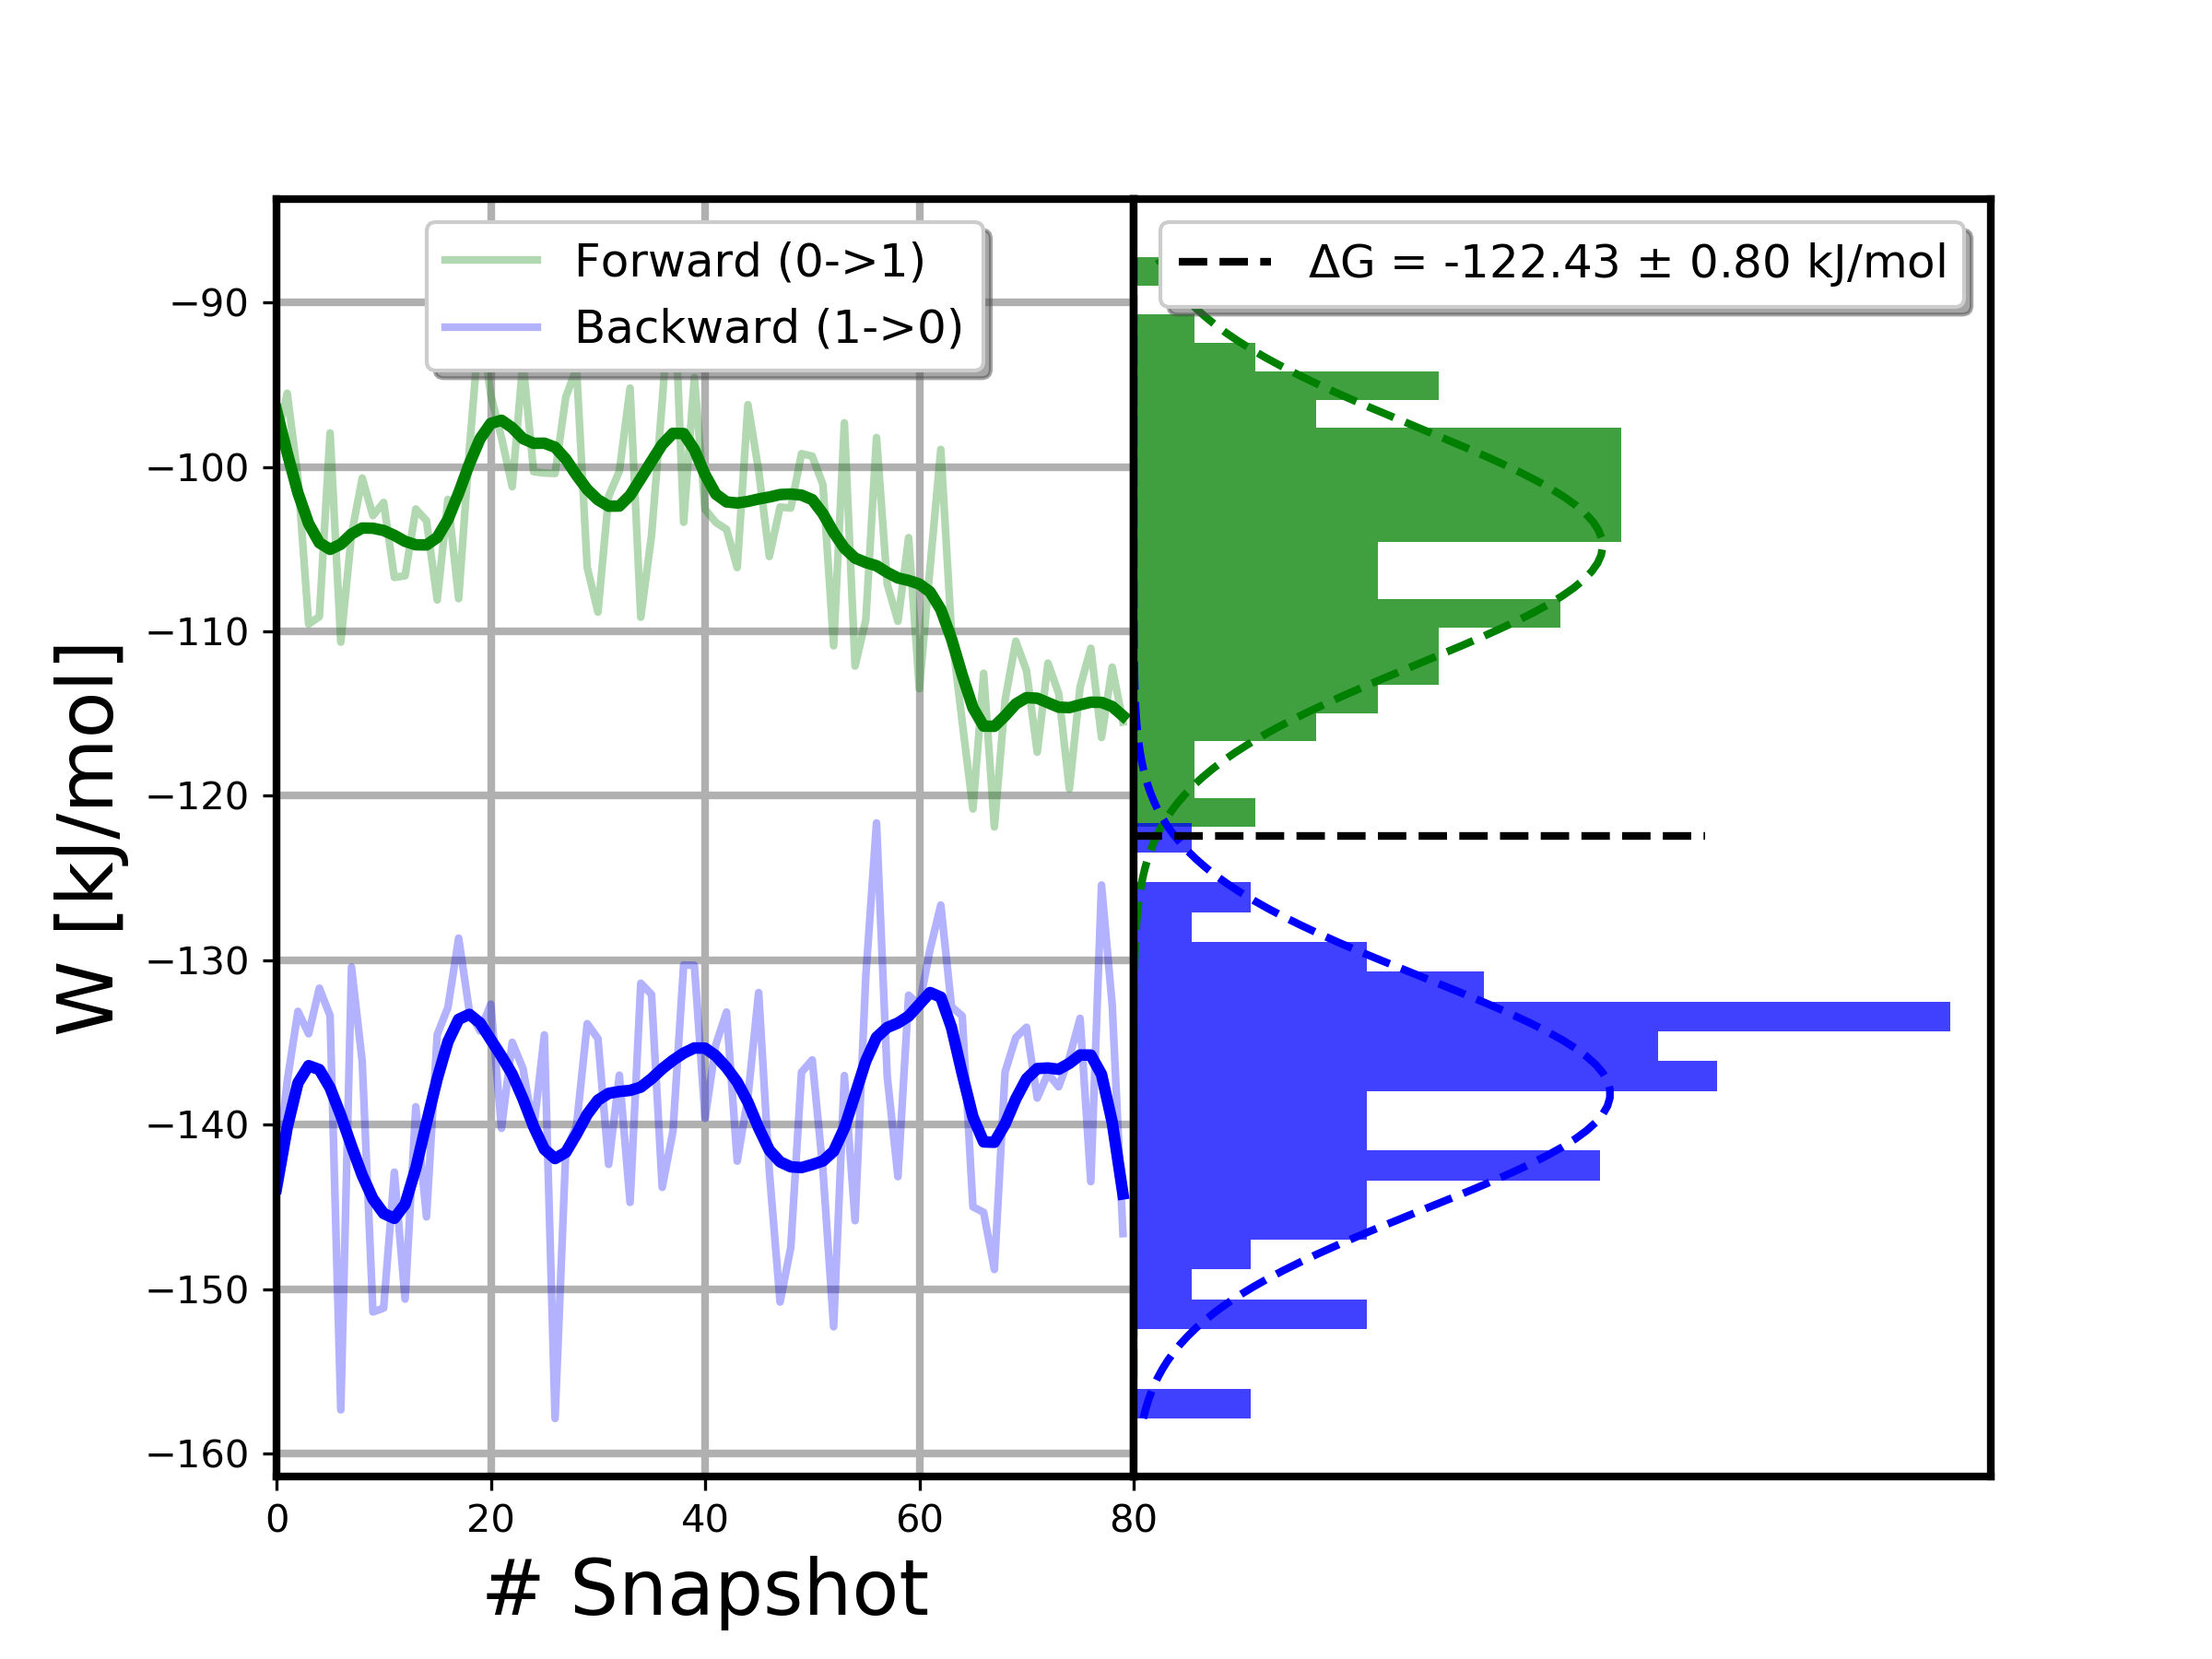 Forward (0->1)
Backward (1->0)
ΔG = -122.43 ± 0.80 kJ/mol
W [kJ/mol]
−90
−100
−110
−120
−130
−140
−150
−160
0 20 40 60 80
# Snapshot